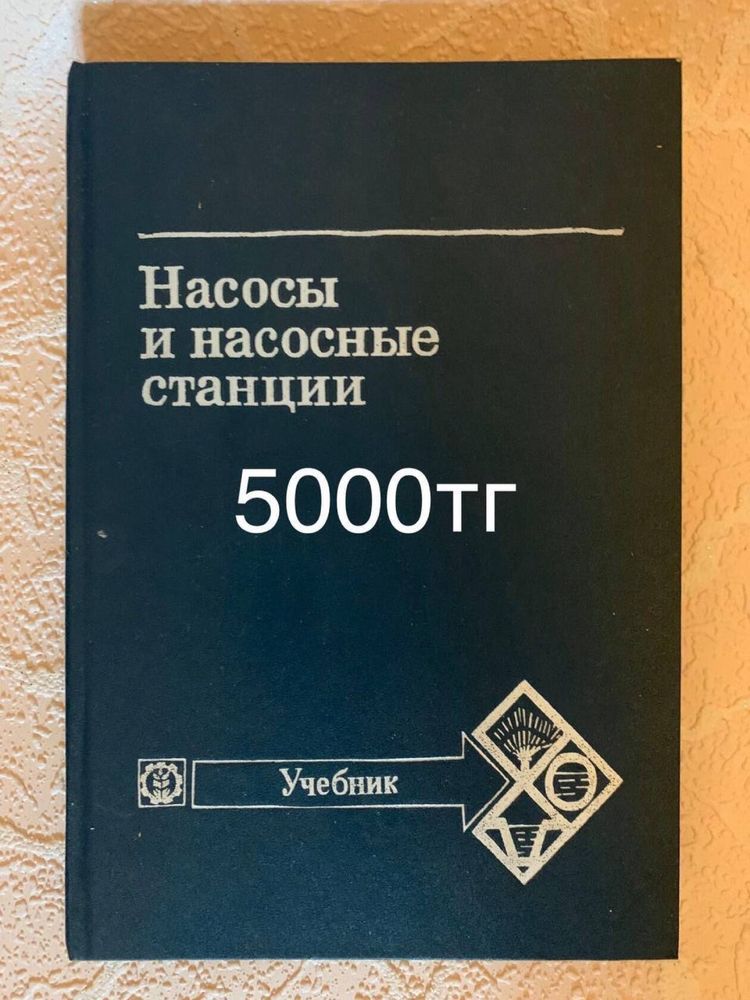 Насосы
и насосные
станции
5000тг
Учебник